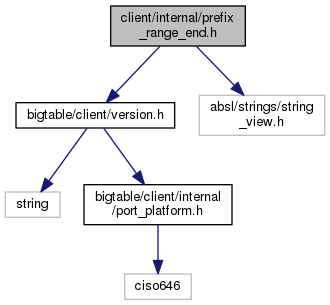 client/internal/prefix
_range_end.h
bigtable/client/version.h
absl/strings/string
_view.h
string
bigtable/client/internal
/port_platform.h
ciso646